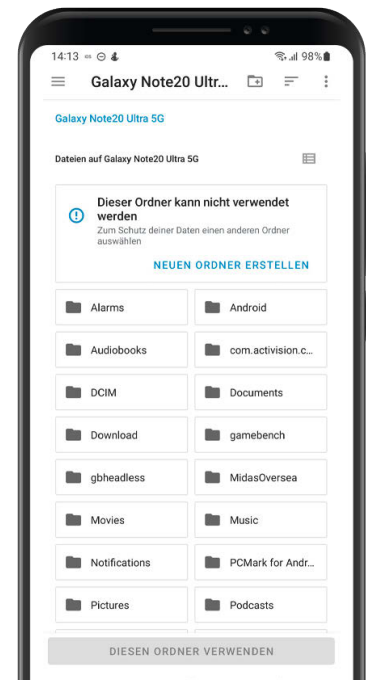 14:13
98%
Galaxy Note20 Ultr...
Galaxy Note20 Ultra 5G
Dateien auf Galaxy Note20 Ultra 5G
Dieser Ordner kann nicht verwendet
werden
Zum Schutz deiner Daten einen anderen Ordner
auswählen
NEUEN ORDNER ERSTELLEN
Alarms
Android
Audiobooks
com.activision.c...
DCIM
Documents
Download
gamebench
gbheadless
MidasOversea
Movies
Music
Notifications
PCMark for Andr...
Pictures
Podcasts
DIESEN ORDNER VERWENDEN